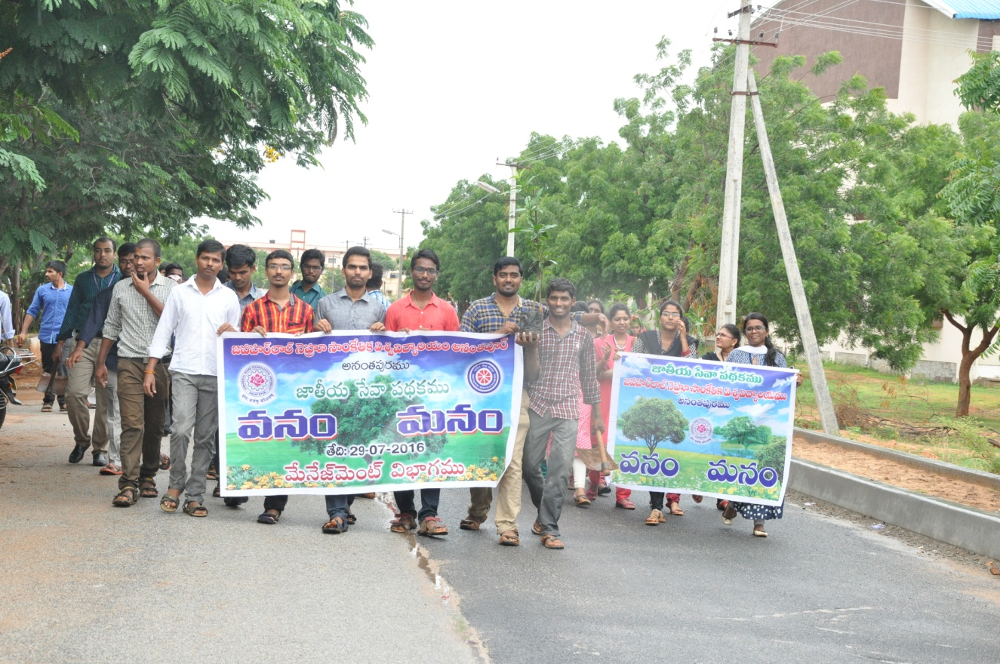 జవహర్‌లాల్ నెహ్రూ సాంకేతిక విశ్వవిద్యాలయం అనంతపూర్
అనంతపురము
జాతీయ సేవా పథకము
వనం మనం
తేది: 29-07-2016
మేనేజ్‌మెంట్ విభాగము
జాతీయ సేవా పథకము
జవహర్‌లాల్ నెహ్రూ సాంకేతిక విశ్వవిద్యాలయము
అనంతపురము
వనం మనం